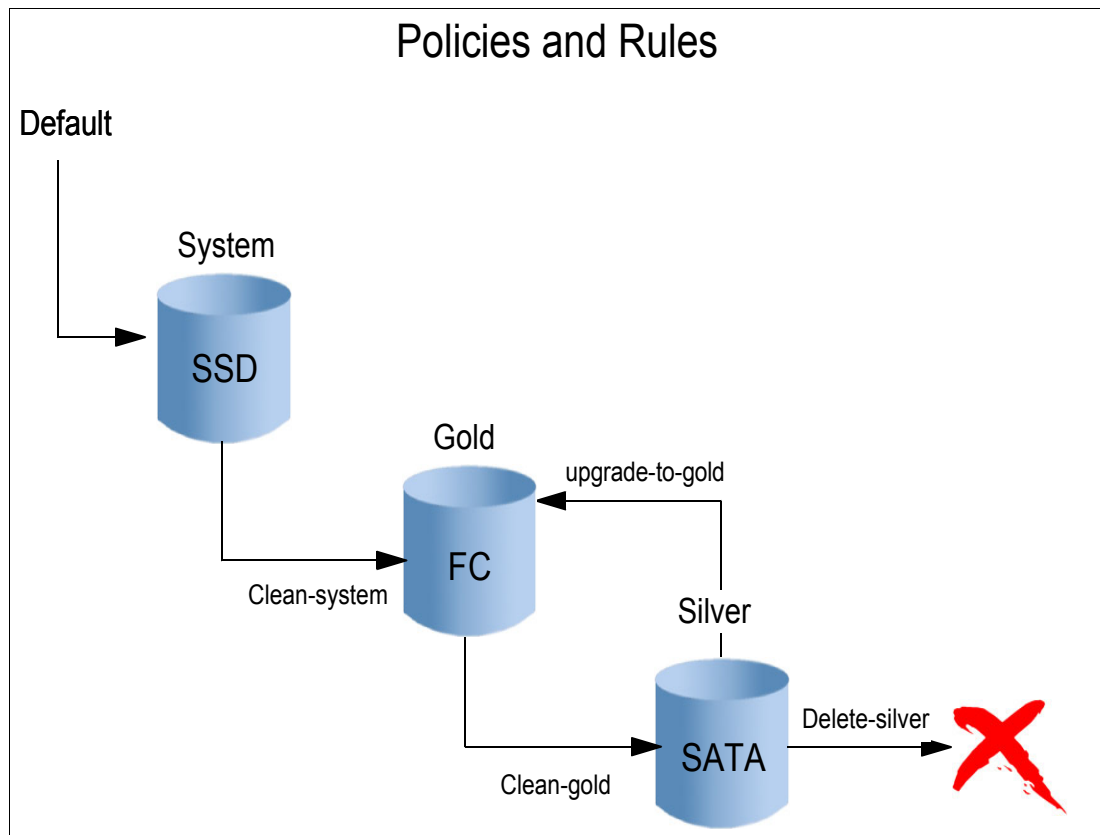 Policies and Rules
Default
System
SSD
Gold
upgrade-to-gold
FC
Clean-system
Silver
Delete-silver
SATA
Clean-gold